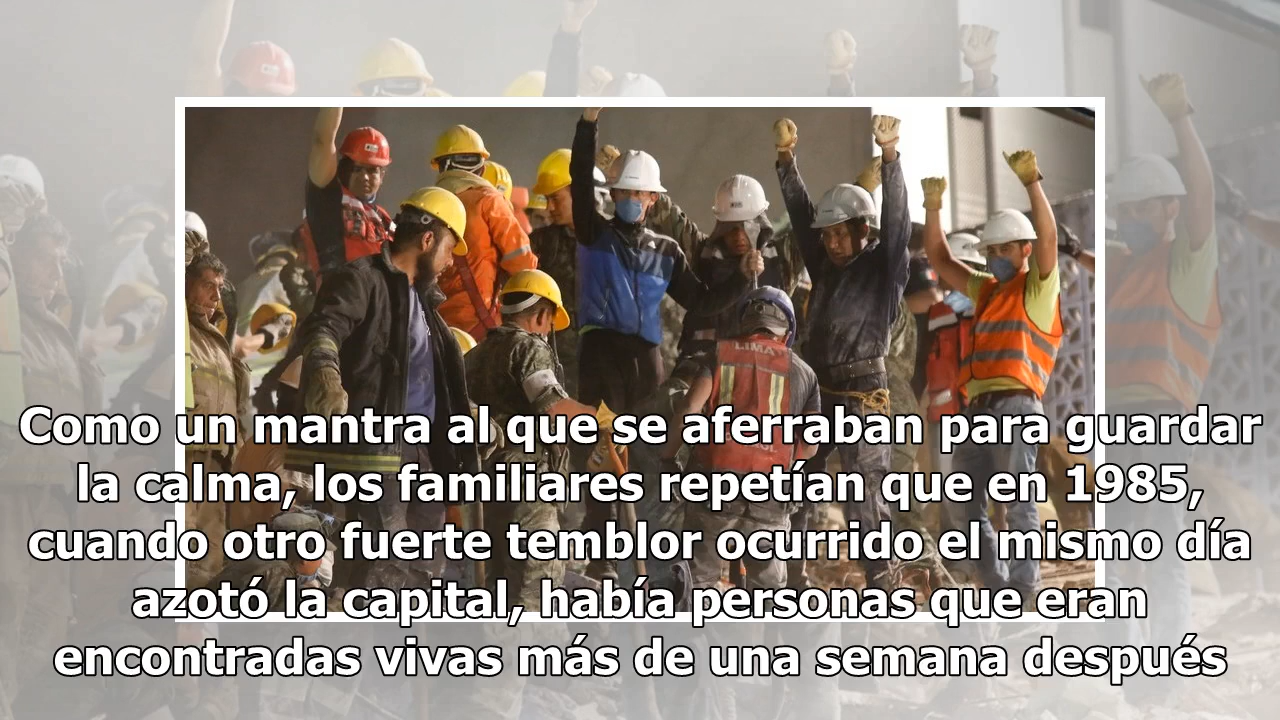 LIMA
Como un mantra al que se aferraban para guardar
la calma, los familiares repetían que en 1985,
cuando otro fuerte temblor ocurrido el mismo día
azotó la capital, había personas que eran
encontradas vivas más de una semana después